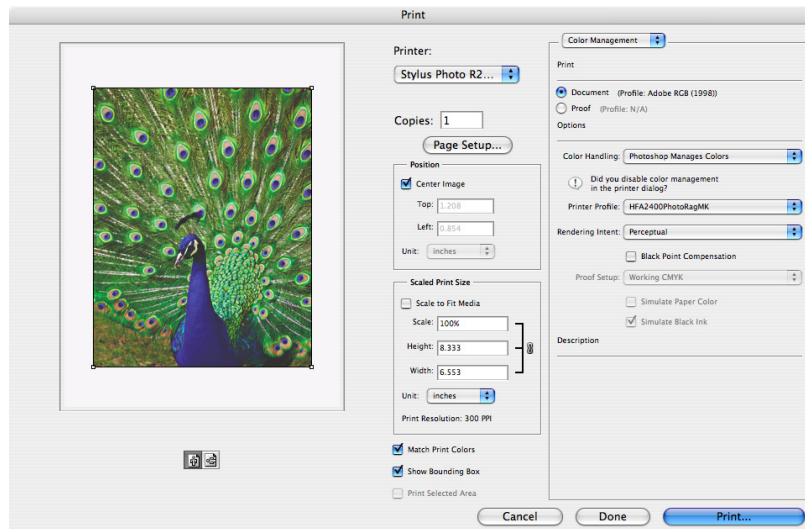 Print
Printer:
Stylus Photo R2...
Copies: 1
Page Setup...
Position
Center Image
Top: 1.208
Left: 0.854
Unit: inches
Scaled Print Size
Scale to Fit Media
Scale: 100%
Height: 8.333
Width: 6.553
Unit: inches
Print Resolution: 300 PPI
Match Print Colors
Show Bounding Box
Print Selected Area
Color Management
Print
Document (Profile: Adobe RGB (1998))
Proof (Profile: N/A)
Options
Color Handling: Photoshop Manages Colors
Did you disable color management
in the printer dialog?
Printer Profile: HFA2400PhotoRagMK
Rendering Intent: Perceptual
Black Point Compensation
Proof Setup: Working CMYK
Simulate Paper Color
Simulate Black Ink
Description
Cancel Done Print...